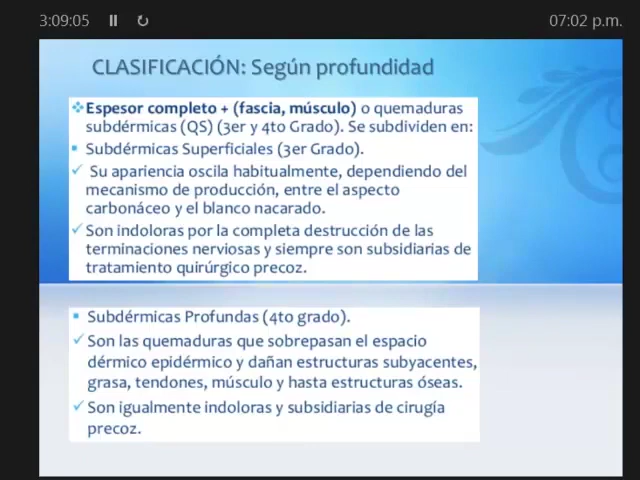 3:09:05
07:02 p.m.
CLASIFICACIÓN: Según profundidad
Espesor completo + (fascia, músculo) o quemaduras
subdérmicas (QS) (3er y 4to Grado). Se subdividen en:
Subdérmicas Superficiales (3er Grado).
Su apariencia oscila habitualmente, dependiendo del
mecanismo de producción, entre el aspecto
carbonáceo y el blanco nacarado.
Son indoloras por la completa destrucción de las
terminaciones nerviosas y siempre son subsidiarias de
tratamiento quirúrgico precoz.
Subdérmicas Profundas (4to grado).
Son las quemaduras que sobrepasan el espacio
dérmico epidérmico y dañan estructuras subyacentes,
grasa, tendones, músculo y hasta estructuras óseas.
Son igualmente indoloras y subsidiarias de cirugía
precoz.